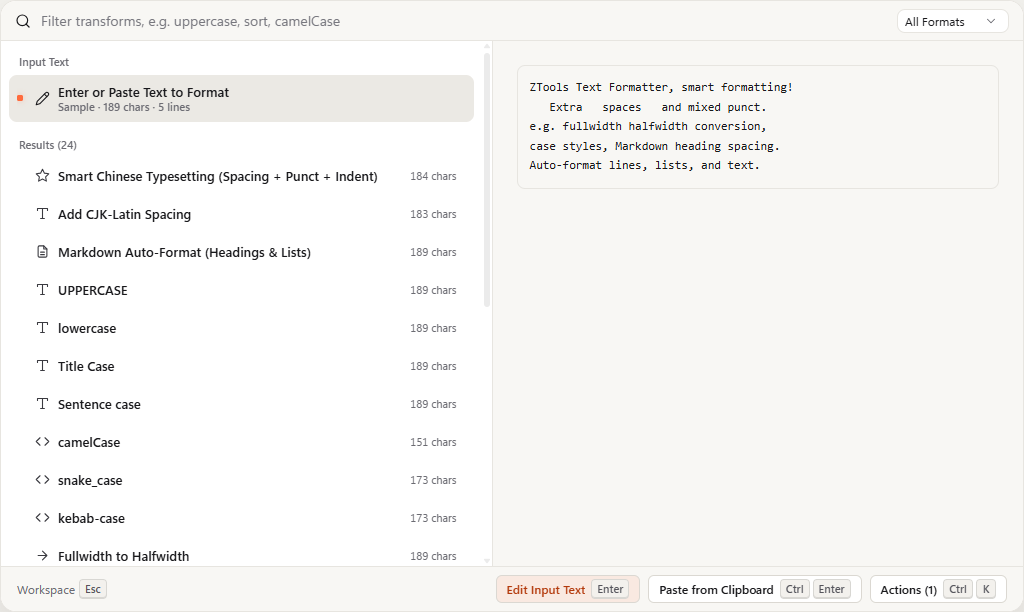 Filter transforms, e.g. uppercase, sort, camelCase
All Formats
Input Text
Enter or Paste Text to Format
Sample · 189 chars · 5 lines
Results (24)
Smart Chinese Typesetting (Spacing + Punct + Indent) 184 chars
Add CJK-Latin Spacing 183 chars
Markdown Auto-Format (Headings & Lists) 189 chars
UPPERCASE 189 chars
lowercase 189 chars
Title Case 189 chars
Sentence case 189 chars
camelCase 151 chars
snake_case 173 chars
kebab-case 173 chars
Fullwidth to Halfwidth 189 chars
ZTools Text Formatter, smart formatting!
   Extra   spaces   and mixed punct.
e.g. fullwidth halfwidth conversion,
case styles, Markdown heading spacing.
Auto-format lines, lists, and text.
Workspace Esc
Edit Input Text Enter
Paste from Clipboard Ctrl Enter
Actions (1) Ctrl K